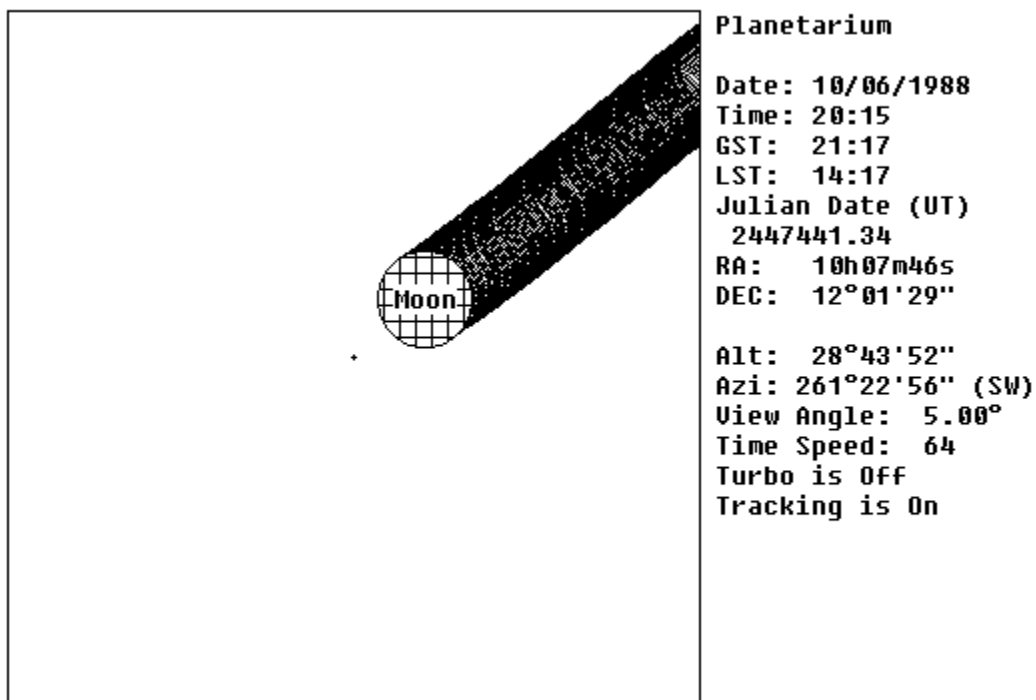 Planetarium
Date: 10/06/1988
Time: 20:15
GST: 21:17
LST: 14:17
Julian Date (UT)
2447441.34
RA: 10h07m46s
DEC: 12°01'29"
Moon
Alt: 28°43'52"
Azi: 261°22'56" (SW)
View Angle: 5.00°
Time Speed: 64
Turbo is Off
Tracking is On